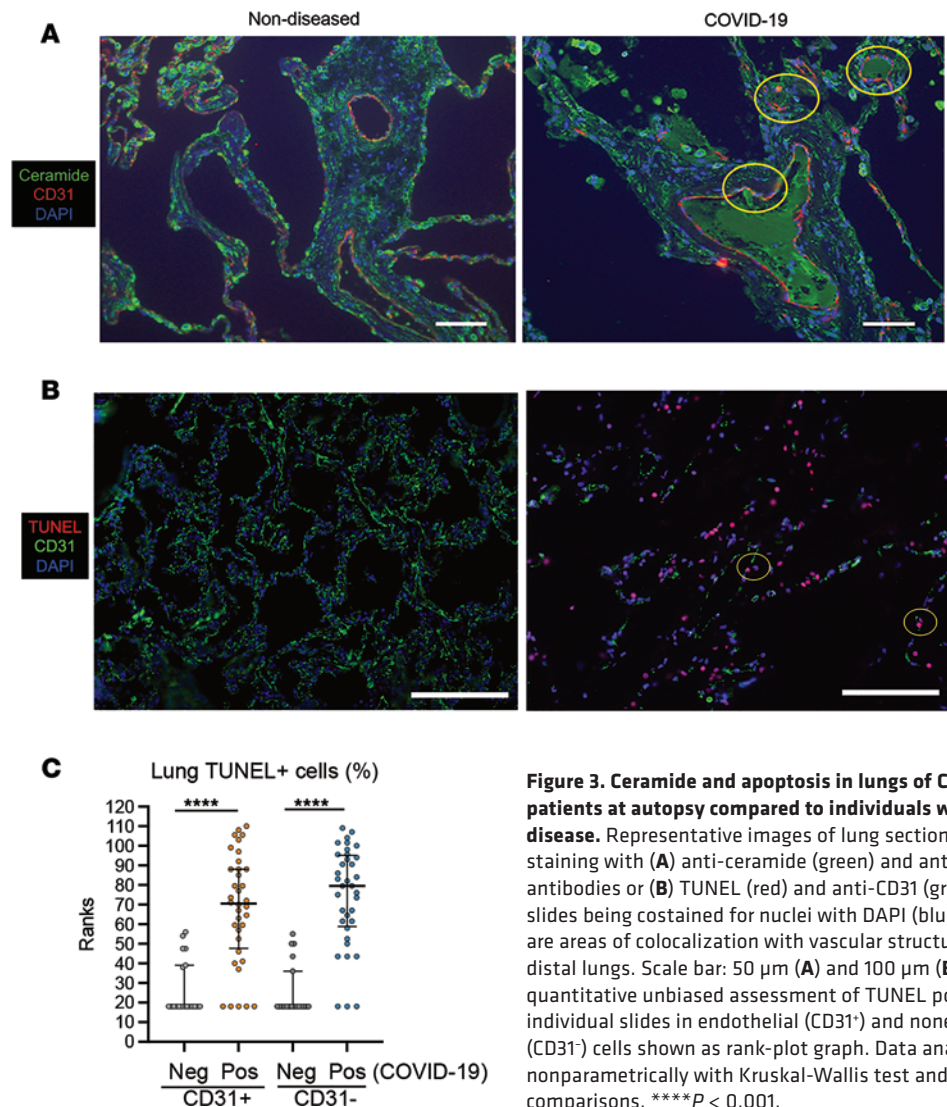 A
Non-diseased
COVID-19
Ceramide
CD31
DAPI
B
TUNEL
CD31
DAPI
C
Lung TUNEL+ cells (%)
****
****
Ranks
120
110
100
90
80
70
60
50
40
30
20
10
0
Neg Pos Neg Pos (COVID-19)
CD31+ CD31-
Figure 3. Ceramide and apoptosis in lungs of C
patients at autopsy compared to individuals w
disease. Representative images of lung section
staining with (A) anti-ceramide (green) and ant
antibodies or (B) TUNEL (red) and anti-CD31 (gr
slides being costained for nuclei with DAPI (blu
are areas of colocalization with vascular structu
distal lungs. Scale bar: 50 μm (A) and 100 μm (B
quantitative unbiased assessment of TUNEL po
individual slides in endothelial (CD31⁺) and none
(CD31⁻) cells shown as rank-plot graph. Data ana
nonparametrically with Kruskal-Wallis test and
comparisons. ****P < 0.001.